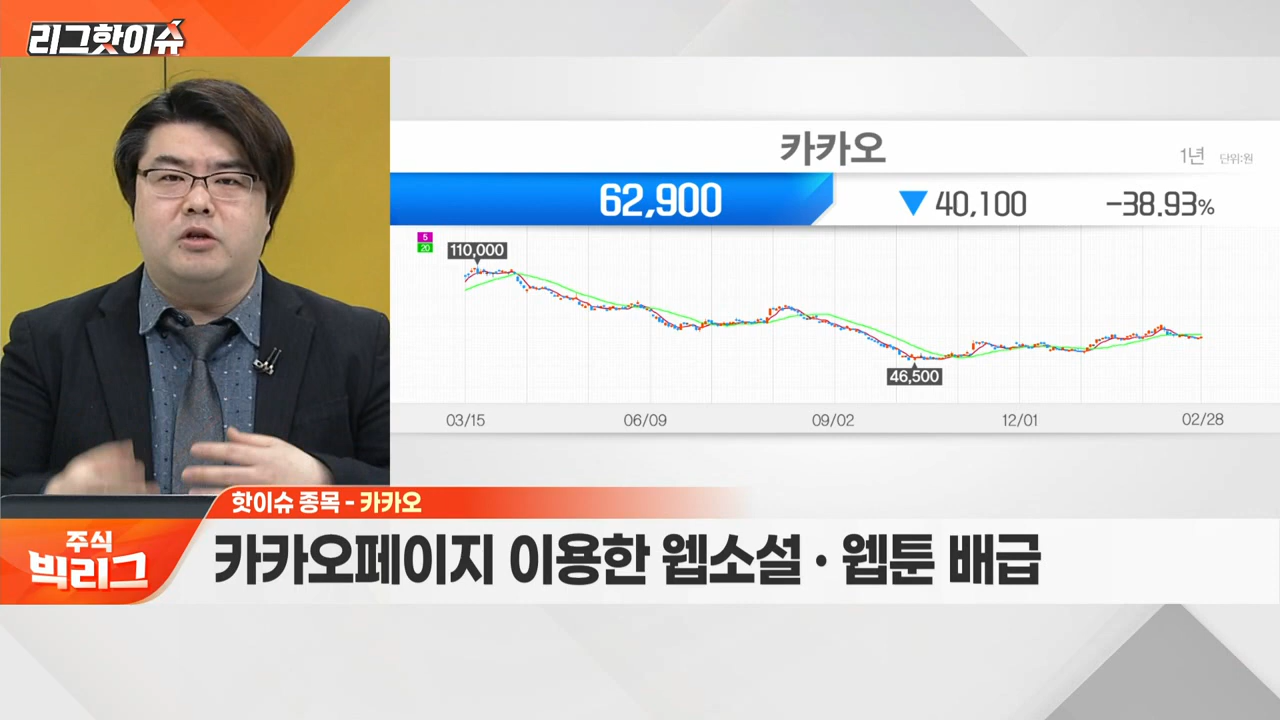 리그핫이슈
카카오
1년 단위:원
62,900 ▼ 40,100 -38.93%
5
20
110,000
46,500
03/15 06/09 09/02 12/01 02/28
핫이슈 종목 - 카카오
주식
빅리그
카카오페이지 이용한 웹소설 · 웹툰 배급